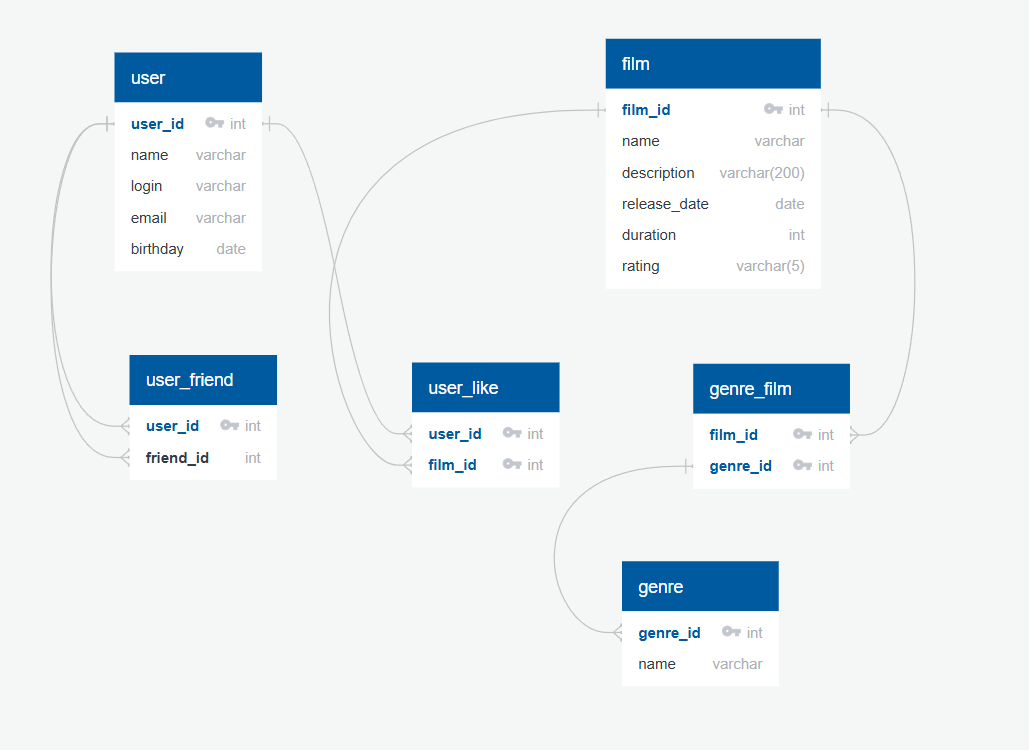 user
user_id int
name varchar
login varchar
email varchar
birthday date
film
film_id int
name varchar
description varchar(200)
release_date date
duration int
rating varchar(5)
user_friend
user_id int
friend_id int
user_like
user_id int
film_id int
genre_film
film_id int
genre_id int
genre
genre_id int
name varchar